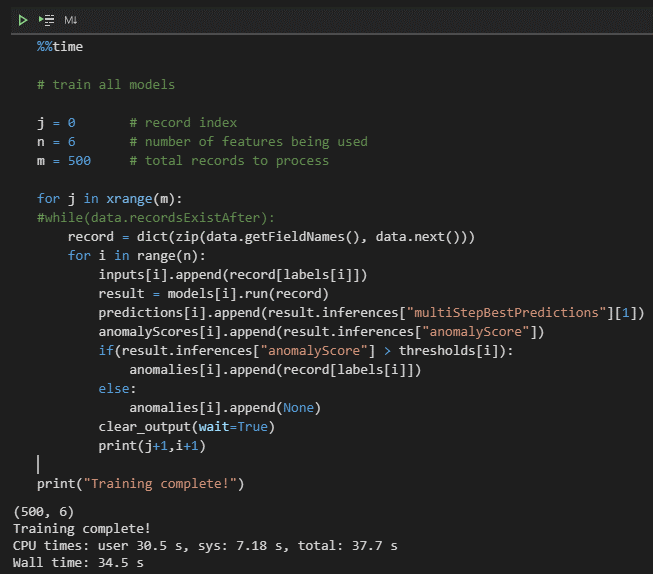 M↓
%%time
# train all models
j = 0       # record index
n = 6       # number of features being used
m = 500     # total records to process
for j in xrange(m):
#while(data.recordsExistAfter):
    record = dict(zip(data.getFieldNames(), data.next()))
    for i in range(n):
        inputs[i].append(record[labels[i]])
        result = models[i].run(record)
        predictions[i].append(result.inferences["multiStepBestPredictions"][1])
        anomalyScores[i].append(result.inferences["anomalyScore"])
        if(result.inferences["anomalyScore"] > thresholds[i]):
            anomalies[i].append(record[labels[i]])
        else:
            anomalies[i].append(None)
        clear_output(wait=True)
        print(j+1,i+1)
print("Training complete!")
(500, 6)
Training complete!
CPU times: user 30.5 s, sys: 7.18 s, total: 37.7 s
Wall time: 34.5 s